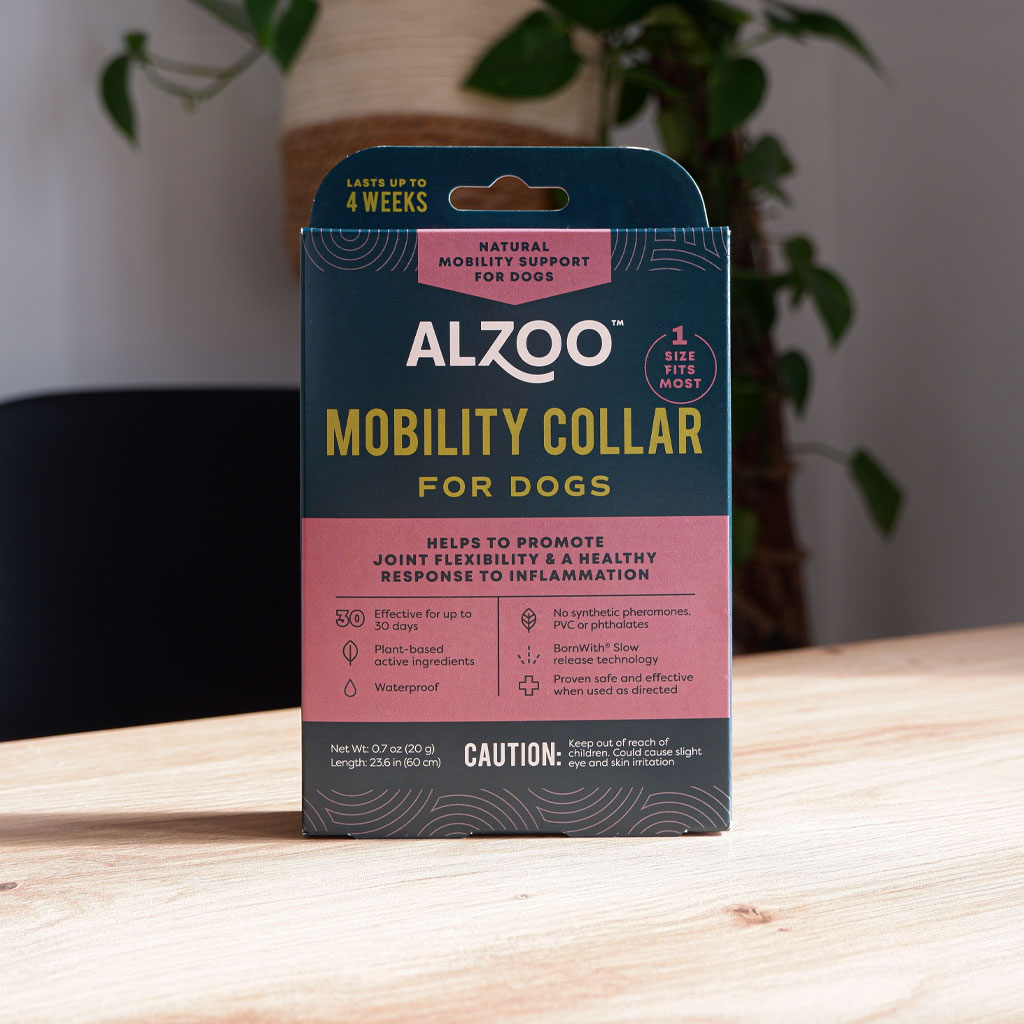 LASTS UP TO
4 WEEKS
NATURAL
MOBILITY SUPPORT
FOR DOGS
ALZOO™
1
SIZE
FITS
MOST
MOBILITY COLLAR
FOR DOGS
HELPS TO PROMOTE
JOINT FLEXIBILITY & A HEALTHY
RESPONSE TO INFLAMMATION
30
Effective for up to
30 days
Plant-based
active ingredients
Waterproof
No synthetic pheromones,
PVC or phthalates
BornWith® Slow
release technology
Proven safe and effective
when used as directed
Net Wt: 0.7 oz (20 g)
Length: 23.6 in (60 cm)
CAUTION:
Keep out of reach of
children. Could cause slight
eye and skin irritation